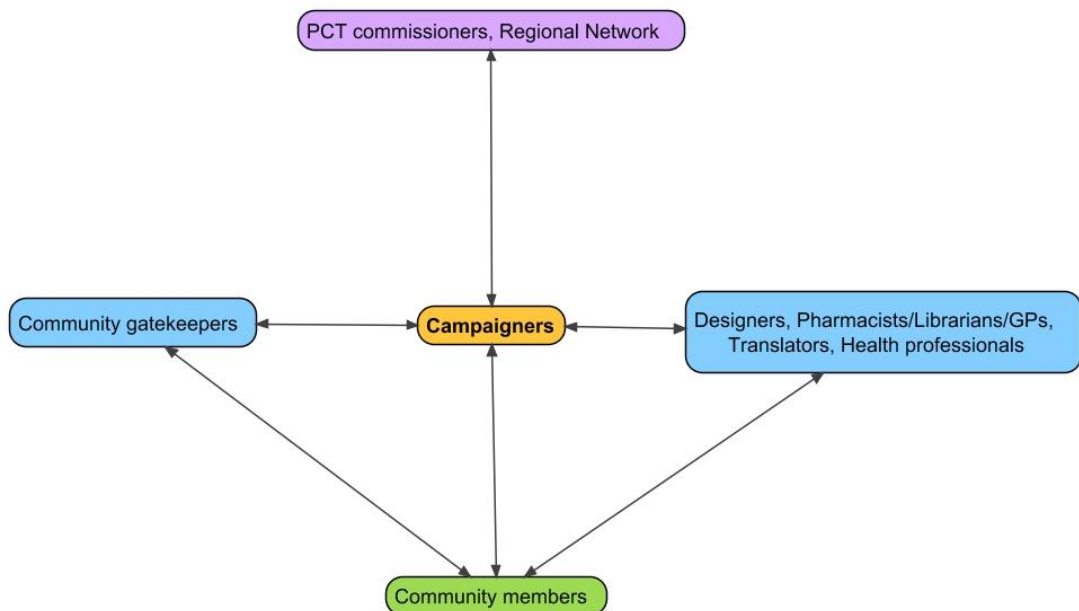 PCT commissioners, Regional Network
Community gatekeepers
Campaigners
Designers, Pharmacists/Librarians/GPs,
Translators, Health professionals
Community members